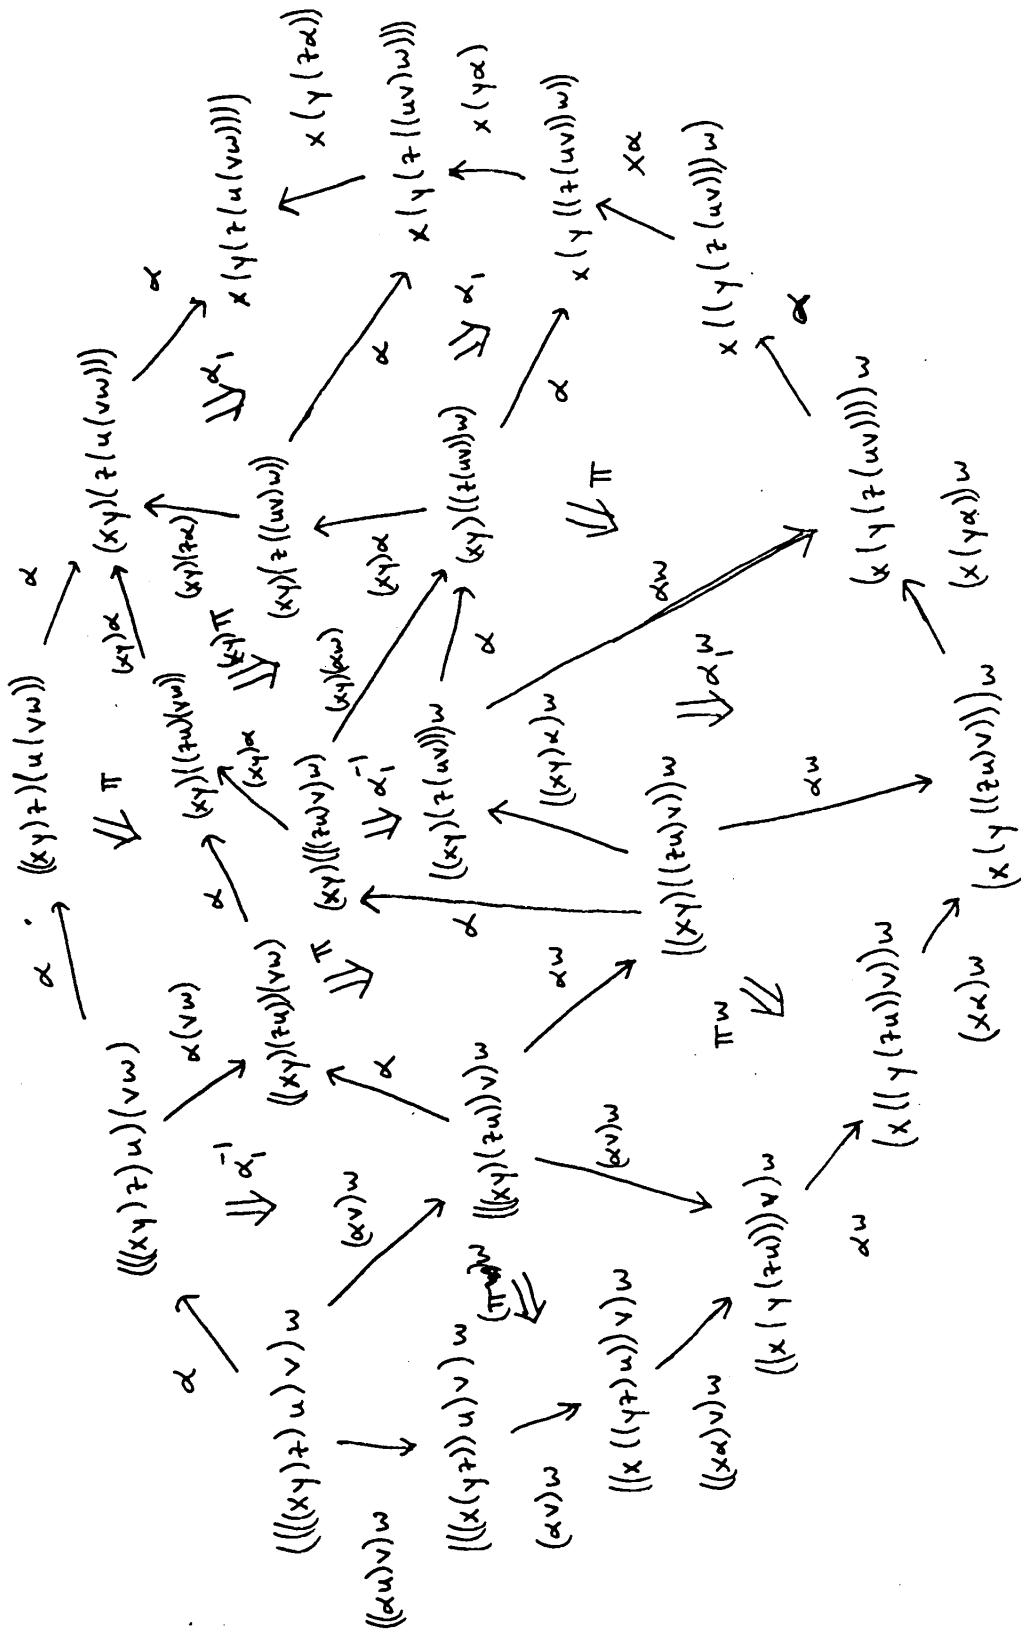 ((((xy)z)u)v)w
α
(((xy)z)u)(vw)
α
((xy)z)(u(vw))
α
(xy)(z(u(vw)))
α
x(y(z(u(vw))))
((αu)v)w
(((x(yz))u)v)w
(αv)w
((x((yz)u))v)w
((xα)v)w
((x(y(zu)))v)w
αw
(x((y(zu))v))w
(xα)w
(x(y((zu)v)))w
(x(yα))w
(x(y(z(uv))))w
α
x((y(z(uv)))w)
xα
x(y((z(uv))w))
x(yα)
x(y(z((uv)w)))
x(y(zα))
⇓ α₁⁻¹
α(vw)
⇓ π
((xy)(zu))(vw)
α
(xy)((zu)(vw))
(xy)α
(αv)w
(((xy)(zu))v)w
α
⇓ π
(xy)(((zu)v)w)
(xy)α
⇓ (xy)π
(xy)(zα)
(xy)(z((uv)w))
⇓ α₁
α
(xy)(αw)
(xy)α
(xy)((z(uv))w)
⇓ α₁
α
⇓ α₁⁻¹
((xy)(z(uv)))w
α
⇓ π
αw
αw
α
((xy)((zu)v))w
((xy)α)w
⇓ α₁w
αw
(αv)w
πw